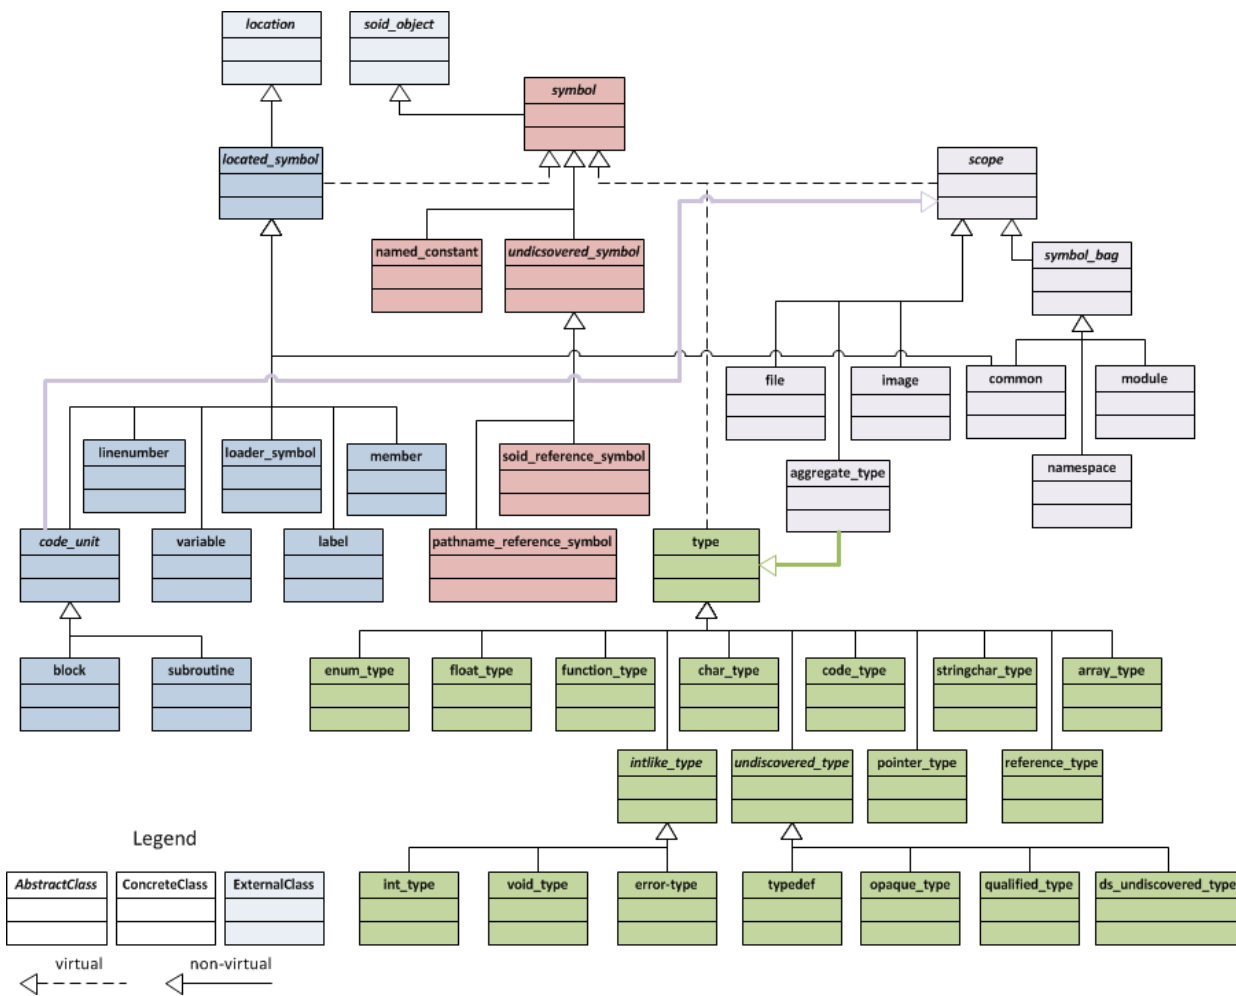 location
soid_object
symbol
located_symbol
scope
named_constant
undicsovered_symbol
symbol_bag
file
image
common
module
linenumber
loader_symbol
member
soid_reference_symbol
aggregate_type
namespace
code_unit
variable
label
pathname_reference_symbol
type
block
subroutine
enum_type
float_type
function_type
char_type
code_type
stringchar_type
array_type
intlike_type
undiscovered_type
pointer_type
reference_type
Legend
AbstractClass
ConcreteClass
ExternalClass
int_type
void_type
error-type
typedef
opaque_type
qualified_type
ds_undiscovered_type
virtual
non-virtual